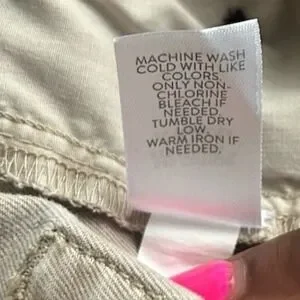 MACHINE WASH
COLD WITH LIKE
COLORS.
ONLY NON-
CHLORINE
BLEACH IF
NEEDED.
TUMBLE DRY
LOW.
WARM IRON IF
NEEDED.